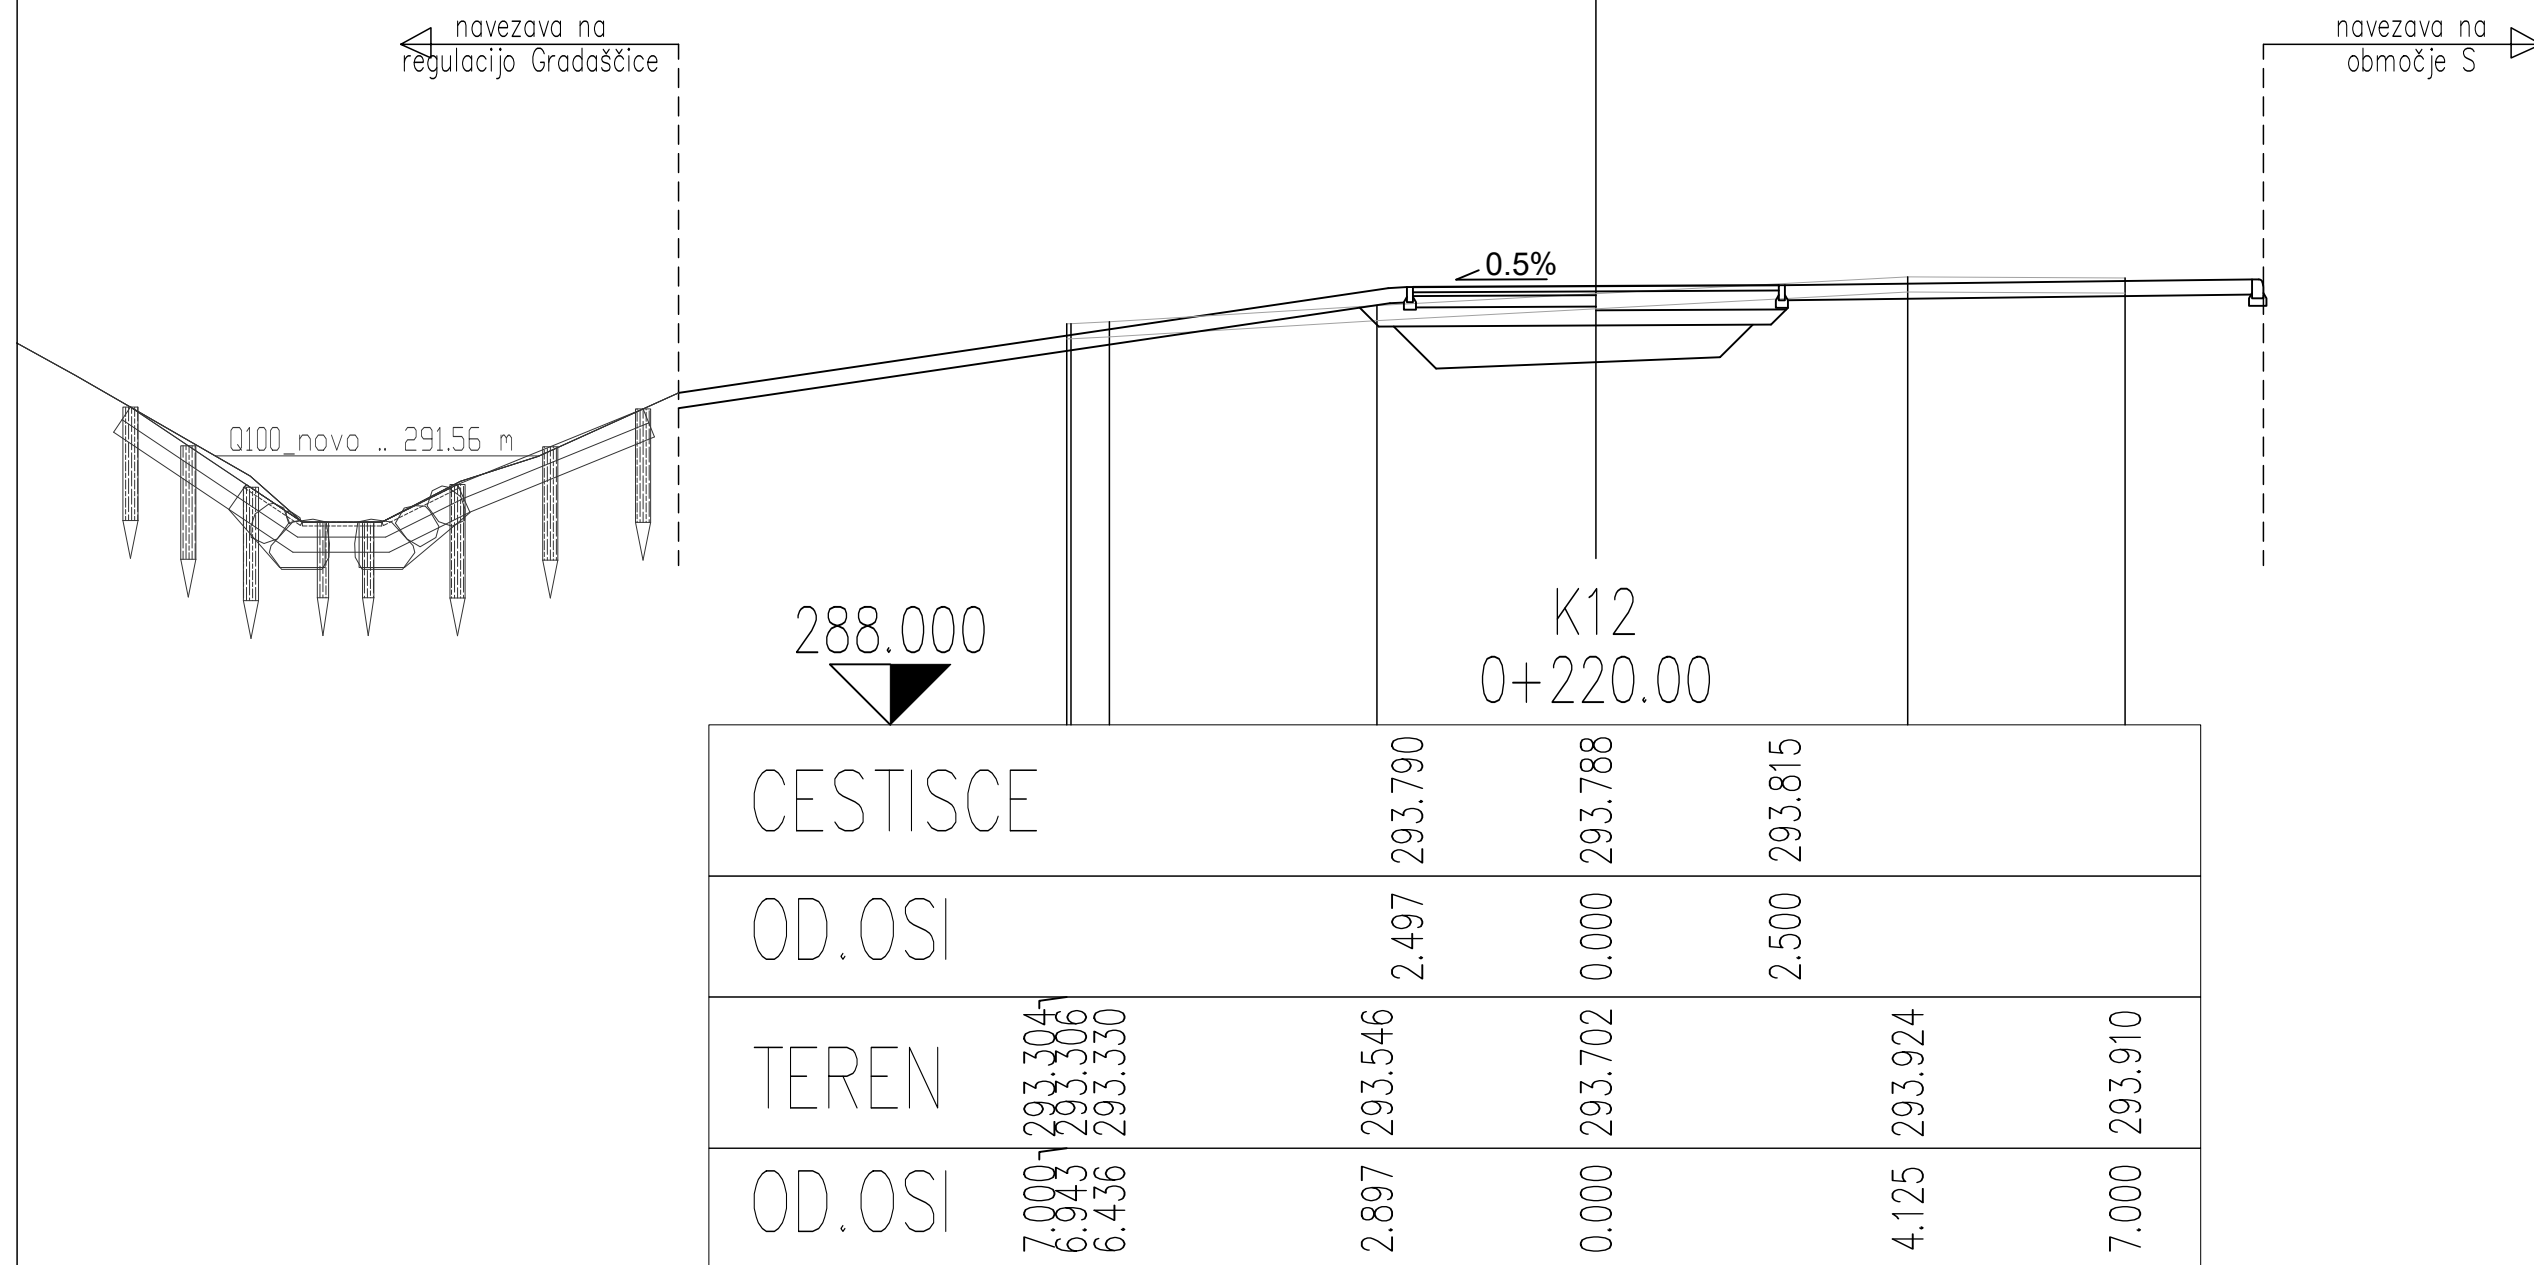 navezava na
regulacijo Gradaščice
navezava na
območje S
0.5%
Q100_novo .. 291.56 m
288.000
K12
0+220.00
CESTISCE 293.790 293.788 293.815
OD.OSI 2.497 0.000 2.500
TEREN 293.304 293.306 293.330 293.546 293.702 293.924 293.910
OD.OSI 7.000 6.943 6.436 2.897 0.000 4.125 7.000